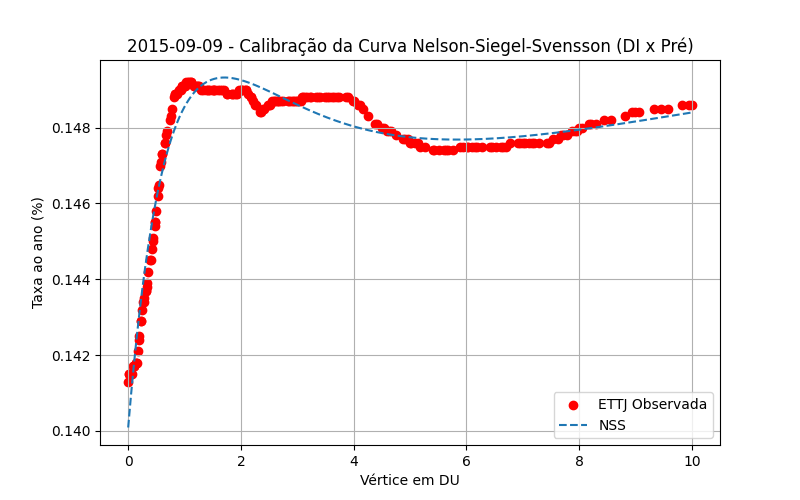 2015-09-09 - Calibração da Curva Nelson-Siegel-Svensson (DI x Pré)
Taxa ao ano (%)
0.148
0.146
0.144
0.142
0.140
0 2 4 6 8 10
Vértice em DU
ETTJ Observada
NSS